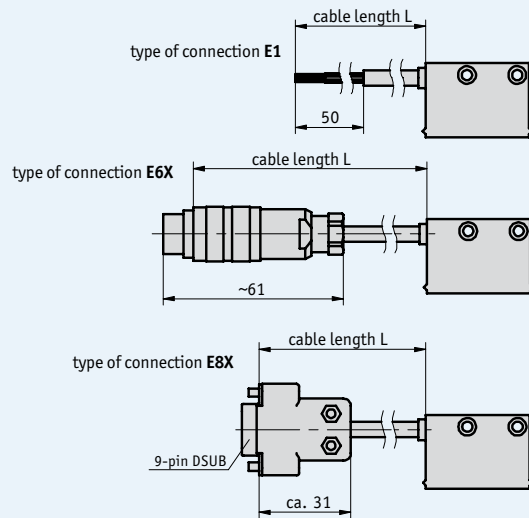 cable length L
type of connection E1
50
cable length L
type of connection E6X
~61
cable length L
type of connection E8X
9-pin DSUB
ca. 31